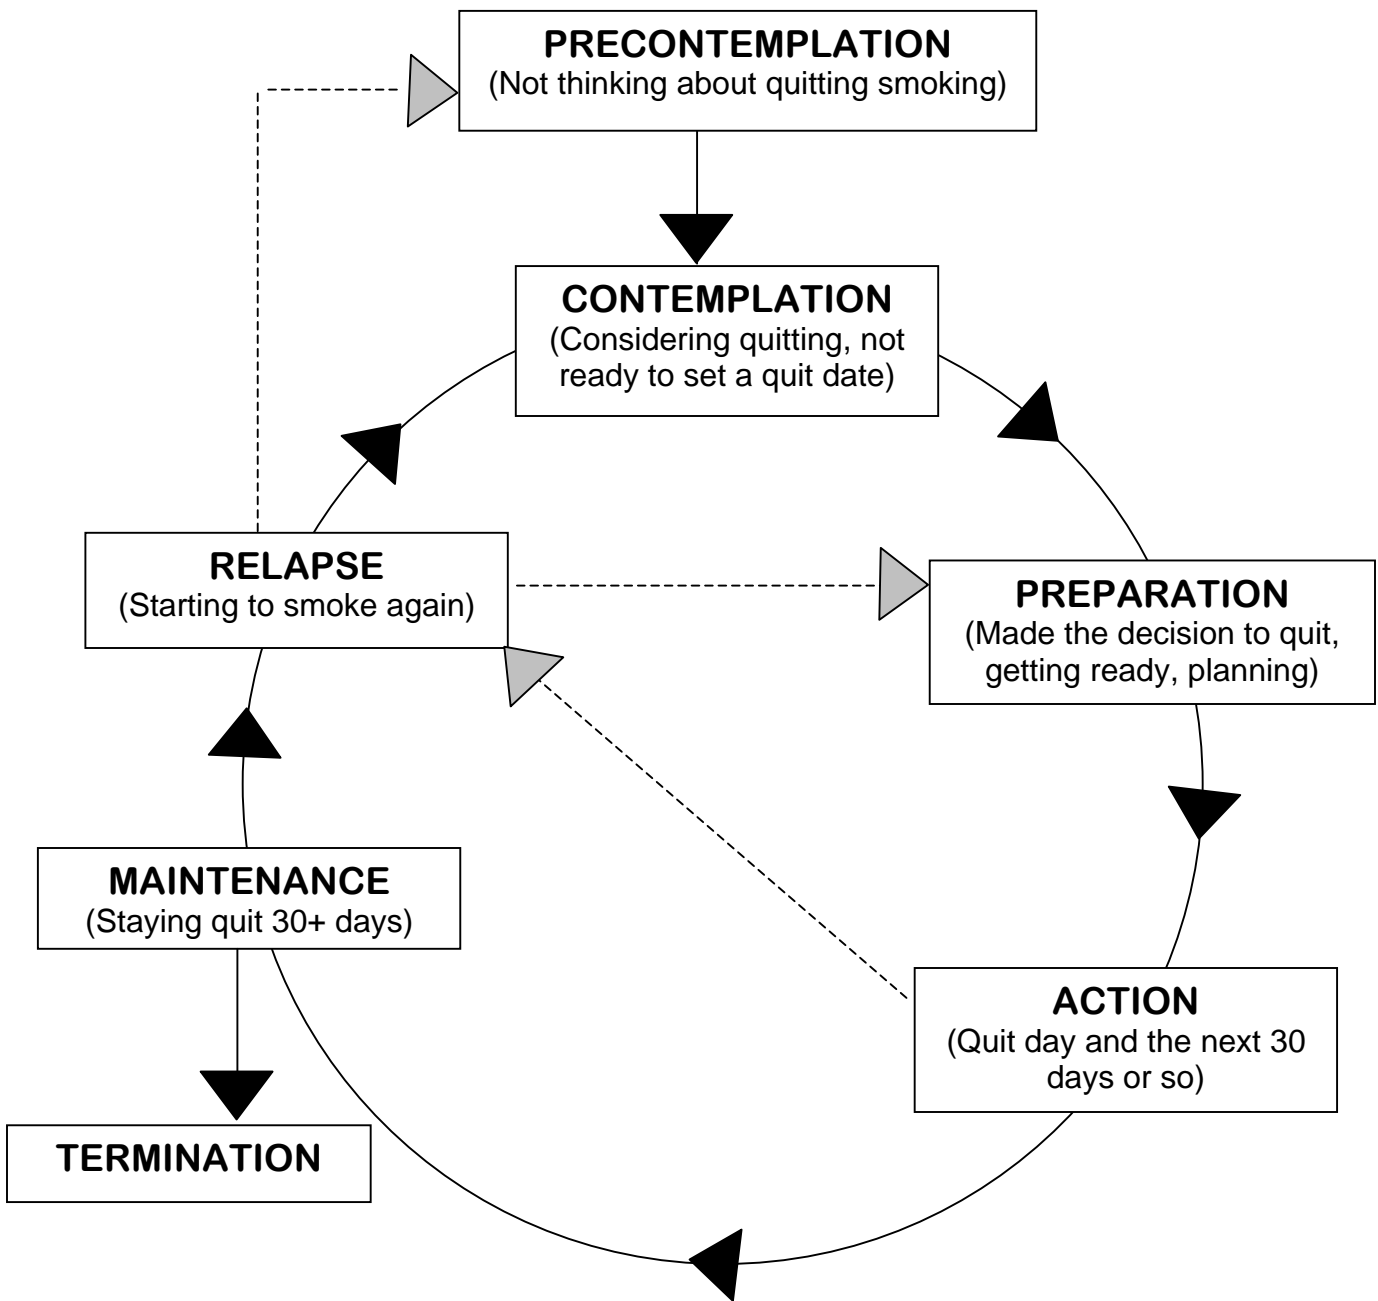 PRECONTEMPLATION
(Not thinking about quitting smoking)
CONTEMPLATION
(Considering quitting, not
ready to set a quit date)
RELAPSE
(Starting to smoke again)
PREPARATION
(Made the decision to quit,
getting ready, planning)
MAINTENANCE
(Staying quit 30+ days)
ACTION
(Quit day and the next 30
days or so)
TERMINATION